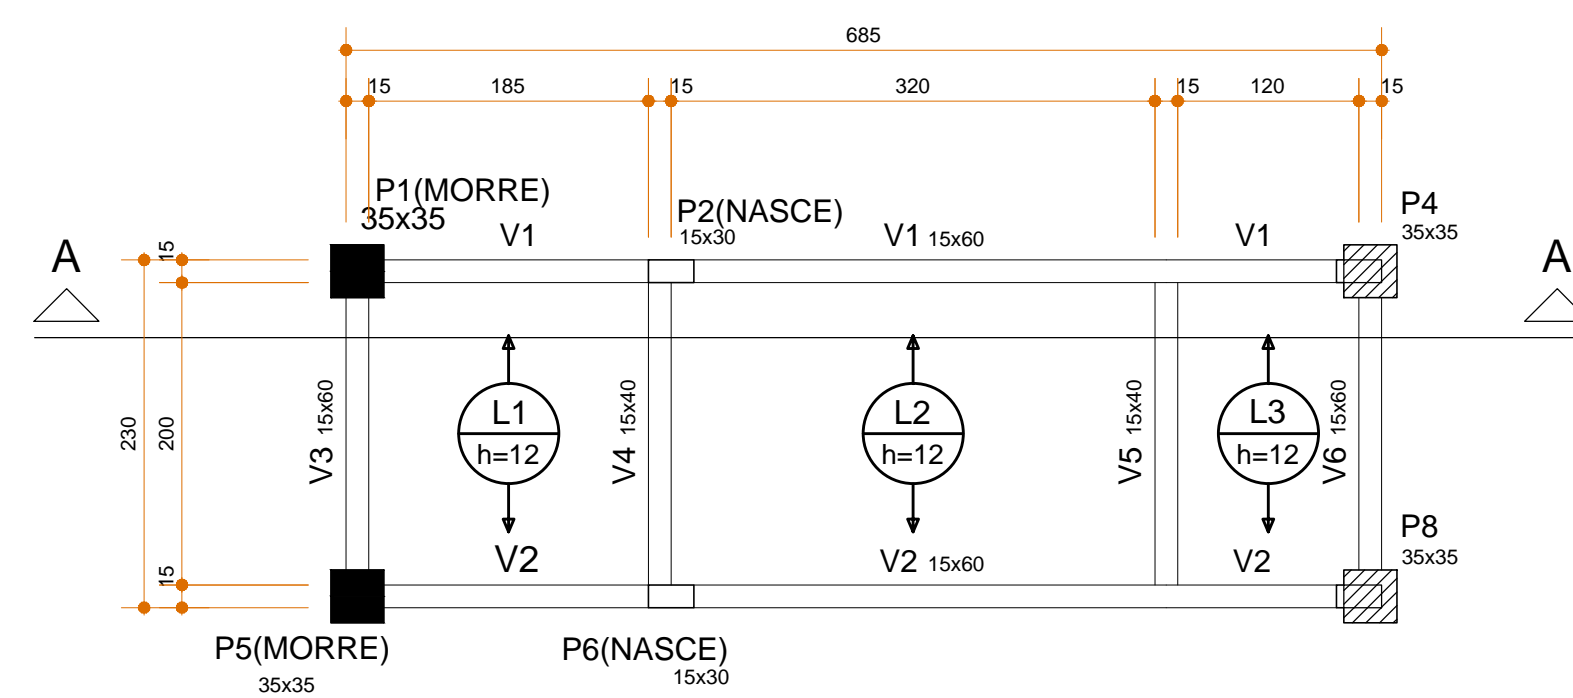 685
15 185 15 320 15 120 15
P1(MORRE)
35x35
P2(NASCE)
15x30
P4
35x35
V1
V1 15x60
V1
A
A
15
230
200
15
V3 15x60
L1
h=12
V4 15x40
L2
h=12
V5 15x40
L3
h=12
V6 15x60
V2
V2 15x60
V2
P8
35x35
P5(MORRE)
35x35
P6(NASCE)
15x30